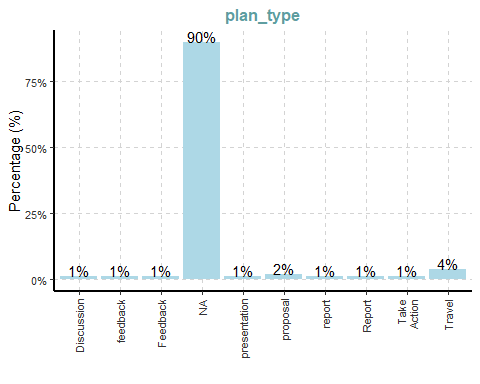 plan_type
90%
75%
50%
25%
0%
Percentage (%)
1%
1%
1%
1%
2%
1%
1%
1%
4%
Discussion
feedback
Feedback
NA
presentation
proposal
report
Report
Take
Action
Travel